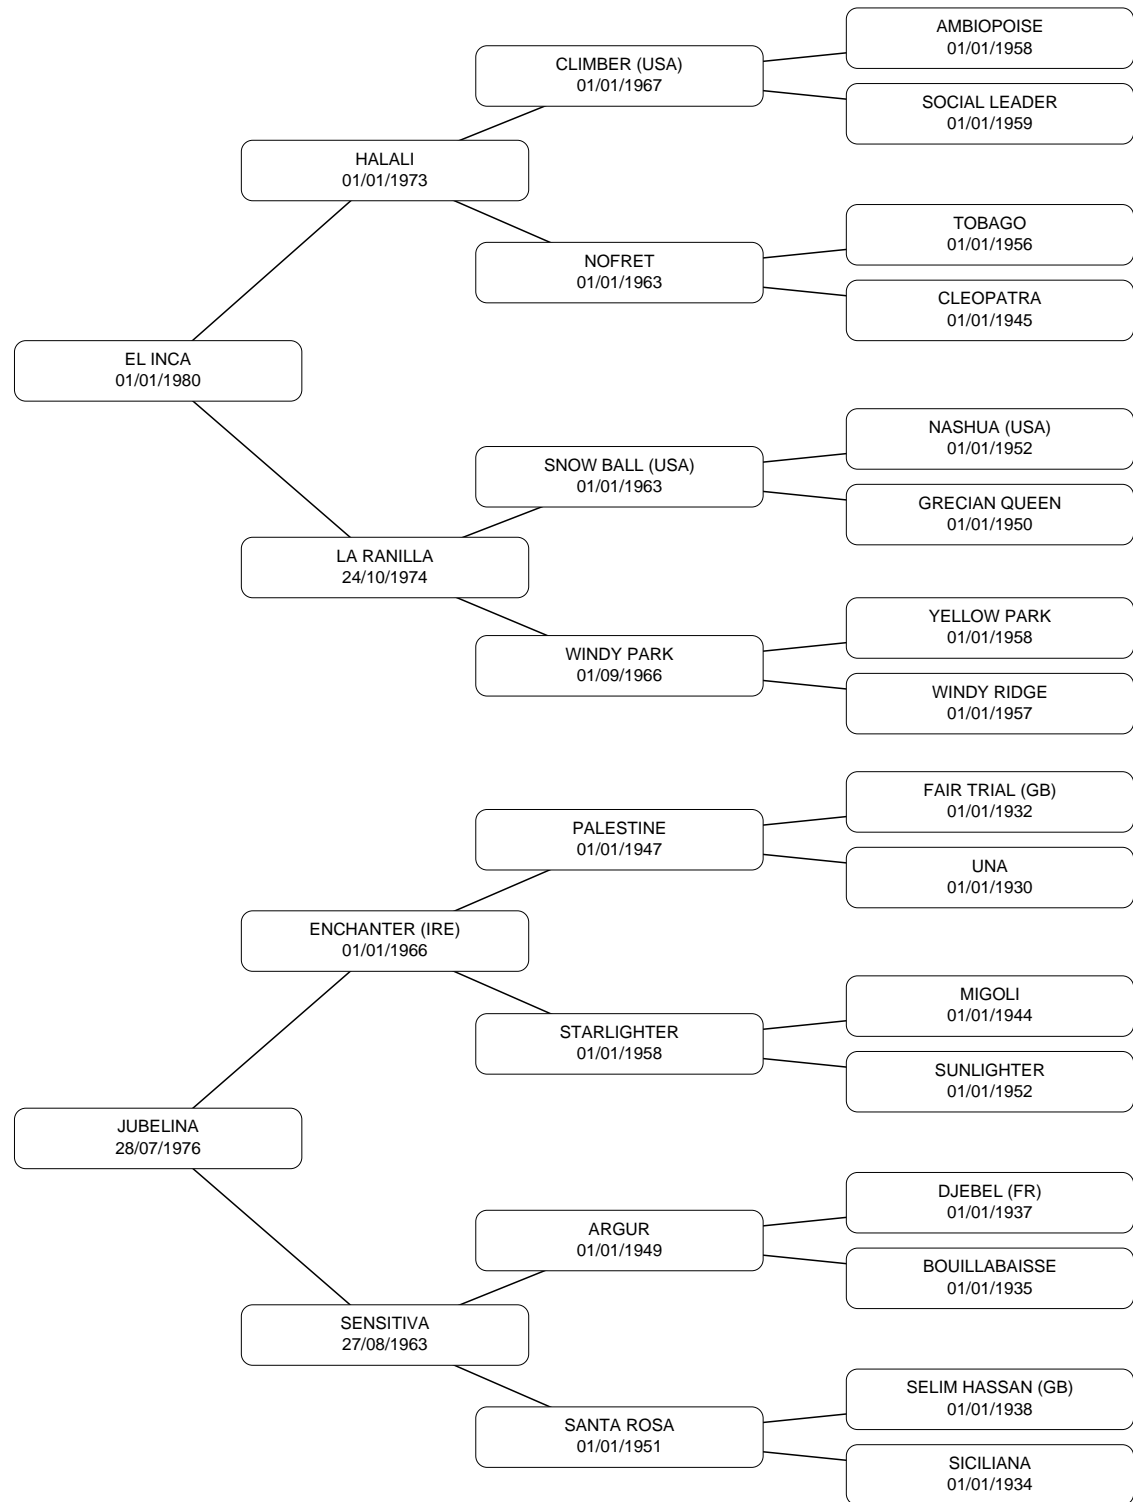 AMBIOPOISE
01/01/1958
CLIMBER (USA)
01/01/1967
SOCIAL LEADER
01/01/1959
HALALI
01/01/1973
TOBAGO
01/01/1956
NOFRET
01/01/1963
CLEOPATRA
01/01/1945
EL INCA
01/01/1980
NASHUA (USA)
01/01/1952
SNOW BALL (USA)
01/01/1963
GRECIAN QUEEN
01/01/1950
LA RANILLA
24/10/1974
YELLOW PARK
01/01/1958
WINDY PARK
01/09/1966
WINDY RIDGE
01/01/1957
FAIR TRIAL (GB)
01/01/1932
PALESTINE
01/01/1947
UNA
01/01/1930
ENCHANTER (IRE)
01/01/1966
MIGOLI
01/01/1944
STARLIGHTER
01/01/1958
SUNLIGHTER
01/01/1952
JUBELINA
28/07/1976
DJEBEL (FR)
01/01/1937
ARGUR
01/01/1949
BOUILLABAISSE
01/01/1935
SENSITIVA
27/08/1963
SELIM HASSAN (GB)
01/01/1938
SANTA ROSA
01/01/1951
SICILIANA
01/01/1934